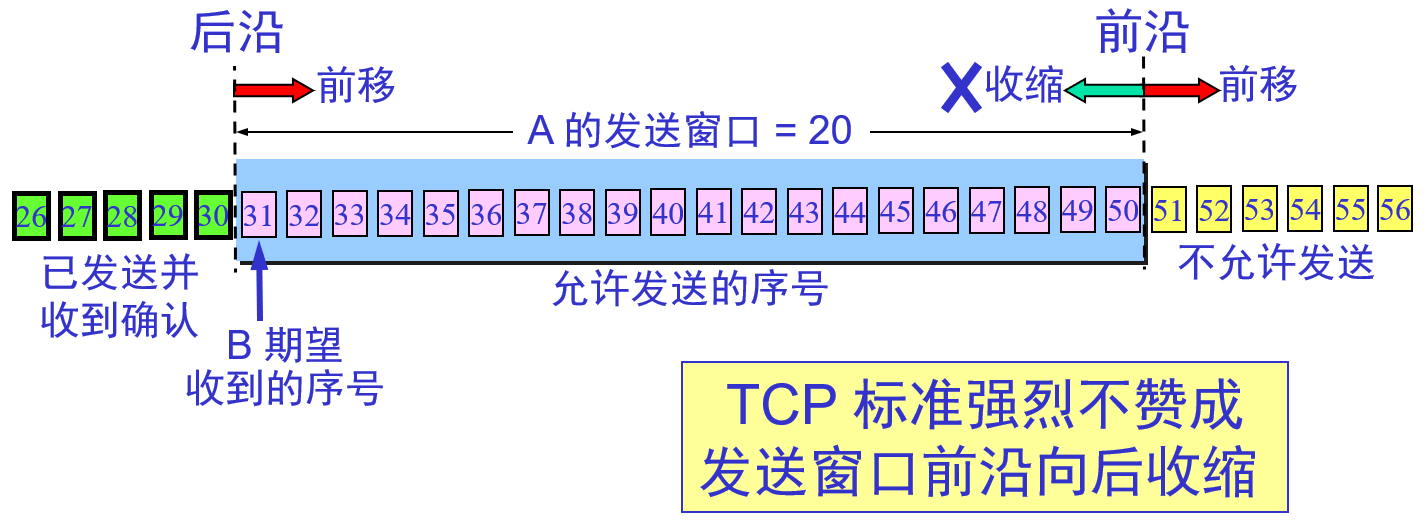 后沿
前沿
前移
收缩
前移
A 的发送窗口 = 20
26 27 28 29 30 31 32 33 34 35 36 37 38 39 40 41 42 43 44 45 46 47 48 49 50 51 52 53 54 55 56
已发送并
收到确认
允许发送的序号
不允许发送
B 期望
收到的序号
TCP 标准强烈不赞成
发送窗口前沿向后收缩